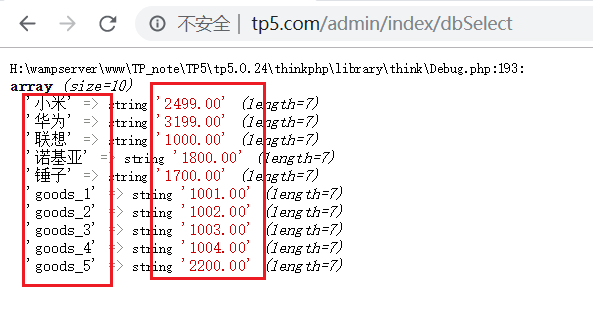 不安全 | tp5.com/admin/index/dbSelect
H:\wampserver\www\TP_note\TP5\tp5.0.24\thinkphp\library\think\Debug.php:193:
array (size=10)
'小米' => string '2499.00' (length=7)
'华为' => string '3199.00' (length=7)
'联想' => string '1000.00' (length=7)
'诺基亚' => string '1800.00' (length=7)
'锤子' => string '1700.00' (length=7)
'goods_1' => string '1001.00' (length=7)
'goods_2' => string '1002.00' (length=7)
'goods_3' => string '1003.00' (length=7)
'goods_4' => string '1004.00' (length=7)
'goods_5' => string '2200.00' (length=7)